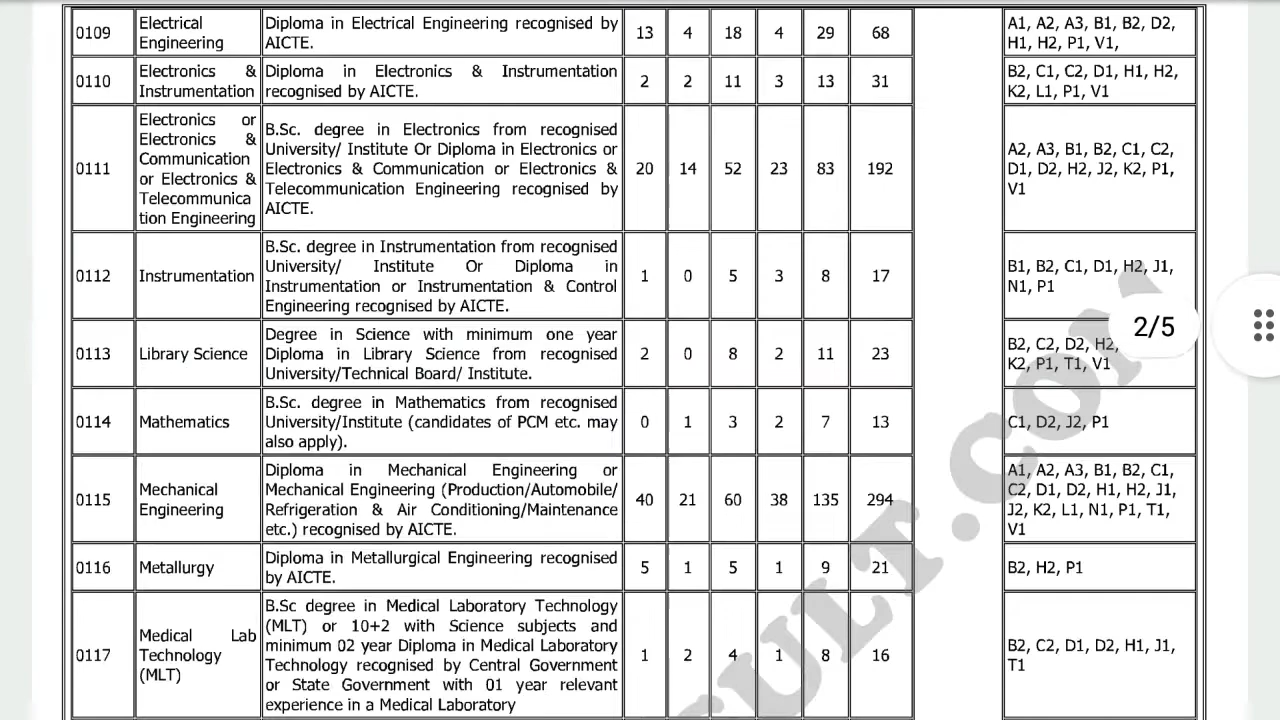 0109 Electrical Engineering Diploma in Electrical Engineering recognised by AICTE. 13 4 18 4 29 68 A1, A2, A3, B1, B2, D2, H1, H2, P1, V1,
0110 Electronics & Instrumentation Diploma in Electronics & Instrumentation recognised by AICTE. 2 2 11 3 13 31 B2, C1, C2, D1, H1, H2, K2, L1, P1, V1
0111 Electronics or Electronics & Communication or Electronics & Telecommunica tion Engineering B.Sc. degree in Electronics from recognised University/ Institute Or Diploma in Electronics or Electronics & Communication or Electronics & Telecommunication Engineering recognised by AICTE. 20 14 52 23 83 192 A2, A3, B1, B2, C1, C2, D1, D2, H2, J2, K2, P1, V1
0112 Instrumentation B.Sc. degree in Instrumentation from recognised University/ Institute Or Diploma in Instrumentation or Instrumentation & Control Engineering recognised by AICTE. 1 0 5 3 8 17 B1, B2, C1, D1, H2, J1, N1, P1
2/5
0113 Library Science Degree in Science with minimum one year Diploma in Library Science from recognised University/Technical Board/ Institute. 2 0 8 2 11 23 B2, C2, D2, H2, K2, P1, T1, V1
0114 Mathematics B.Sc. degree in Mathematics from recognised University/Institute (candidates of PCM etc. may also apply). 0 1 3 2 7 13 C1, D2, J2, P1
0115 Mechanical Engineering Diploma in Mechanical Engineering or Mechanical Engineering (Production/Automobile/ Refrigeration & Air Conditioning/Maintenance etc.) recognised by AICTE. 40 21 60 38 135 294 A1, A2, A3, B1, B2, C1, C2, D1, D2, H1, H2, J1, J2, K2, L1, N1, P1, T1, V1
0116 Metallurgy Diploma in Metallurgical Engineering recognised by AICTE. 5 1 5 1 9 21 B2, H2, P1
0117 Medical Lab Technology (MLT) B.Sc degree in Medical Laboratory Technology (MLT) or 10+2 with Science subjects and minimum 02 year Diploma in Medical Laboratory Technology recognised by Central Government or State Government with 01 year relevant experience in a Medical Laboratory 1 2 4 1 8 16 B2, C2, D1, D2, H1, J1, T1